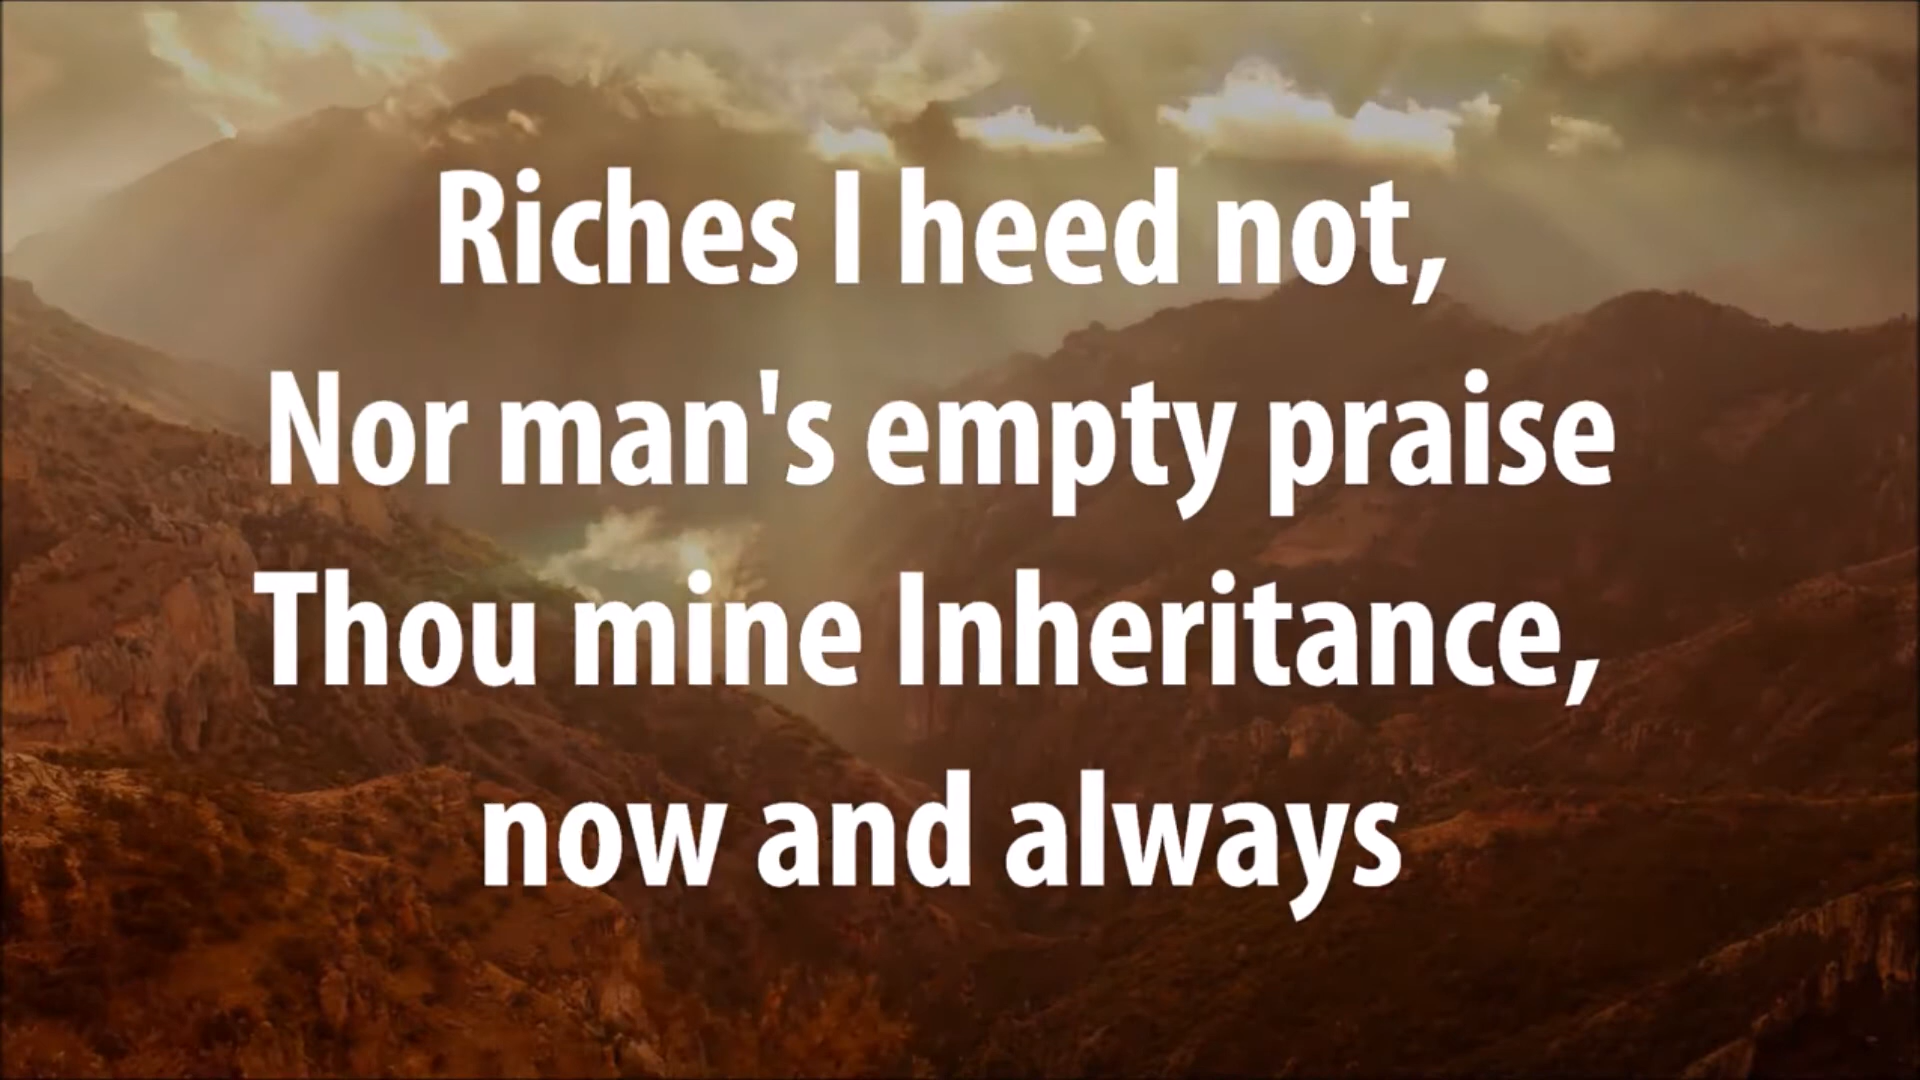 Riches I heed not,
Nor man's empty praise
Thou mine Inheritance,
now and always